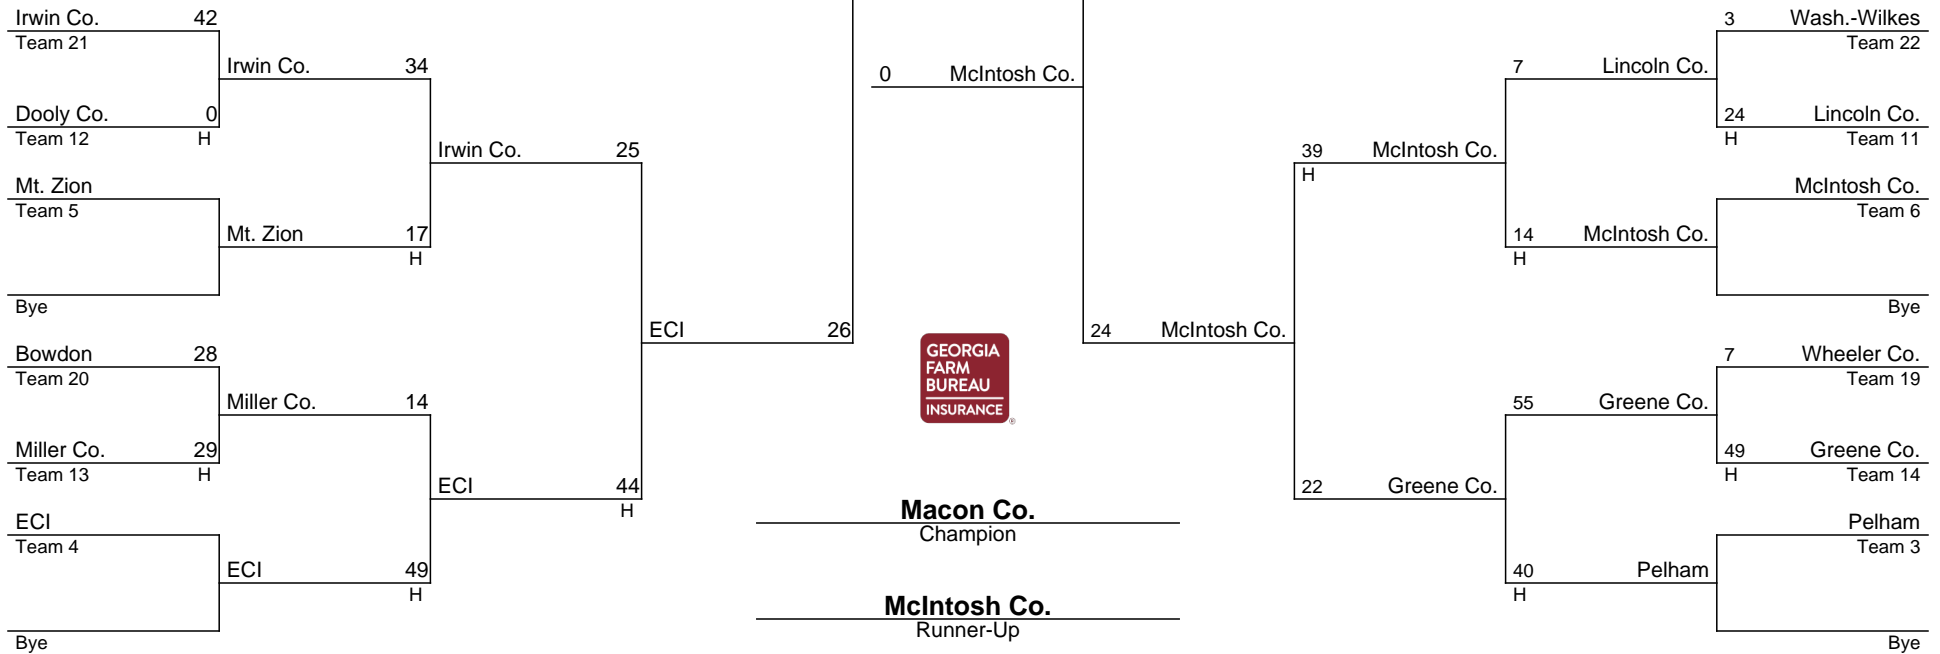 Irwin Co. 42
Team 21
Irwin Co. 34
Dooly Co. 0
Team 12 H
Irwin Co. 25
Mt. Zion
Team 5
Mt. Zion 17
H
Bye
ECI 26
Bowdon 28
Team 20
Miller Co. 14
Miller Co. 29
Team 13 H
ECI 44
H
ECI
Team 4
ECI 49
H
Bye
0 McIntosh Co.
GEORGIA
FARM
BUREAU
INSURANCE
®
Macon Co.
Champion
McIntosh Co.
Runner-Up
3 Wash.-Wilkes
Team 22
7 Lincoln Co.
24 Lincoln Co.
H Team 11
39 McIntosh Co.
H
McIntosh Co.
Team 6
14 McIntosh Co.
H
Bye
24 McIntosh Co.
7 Wheeler Co.
Team 19
55 Greene Co.
49 Greene Co.
H Team 14
22 Greene Co.
Pelham
Team 3
40 Pelham
H
Bye